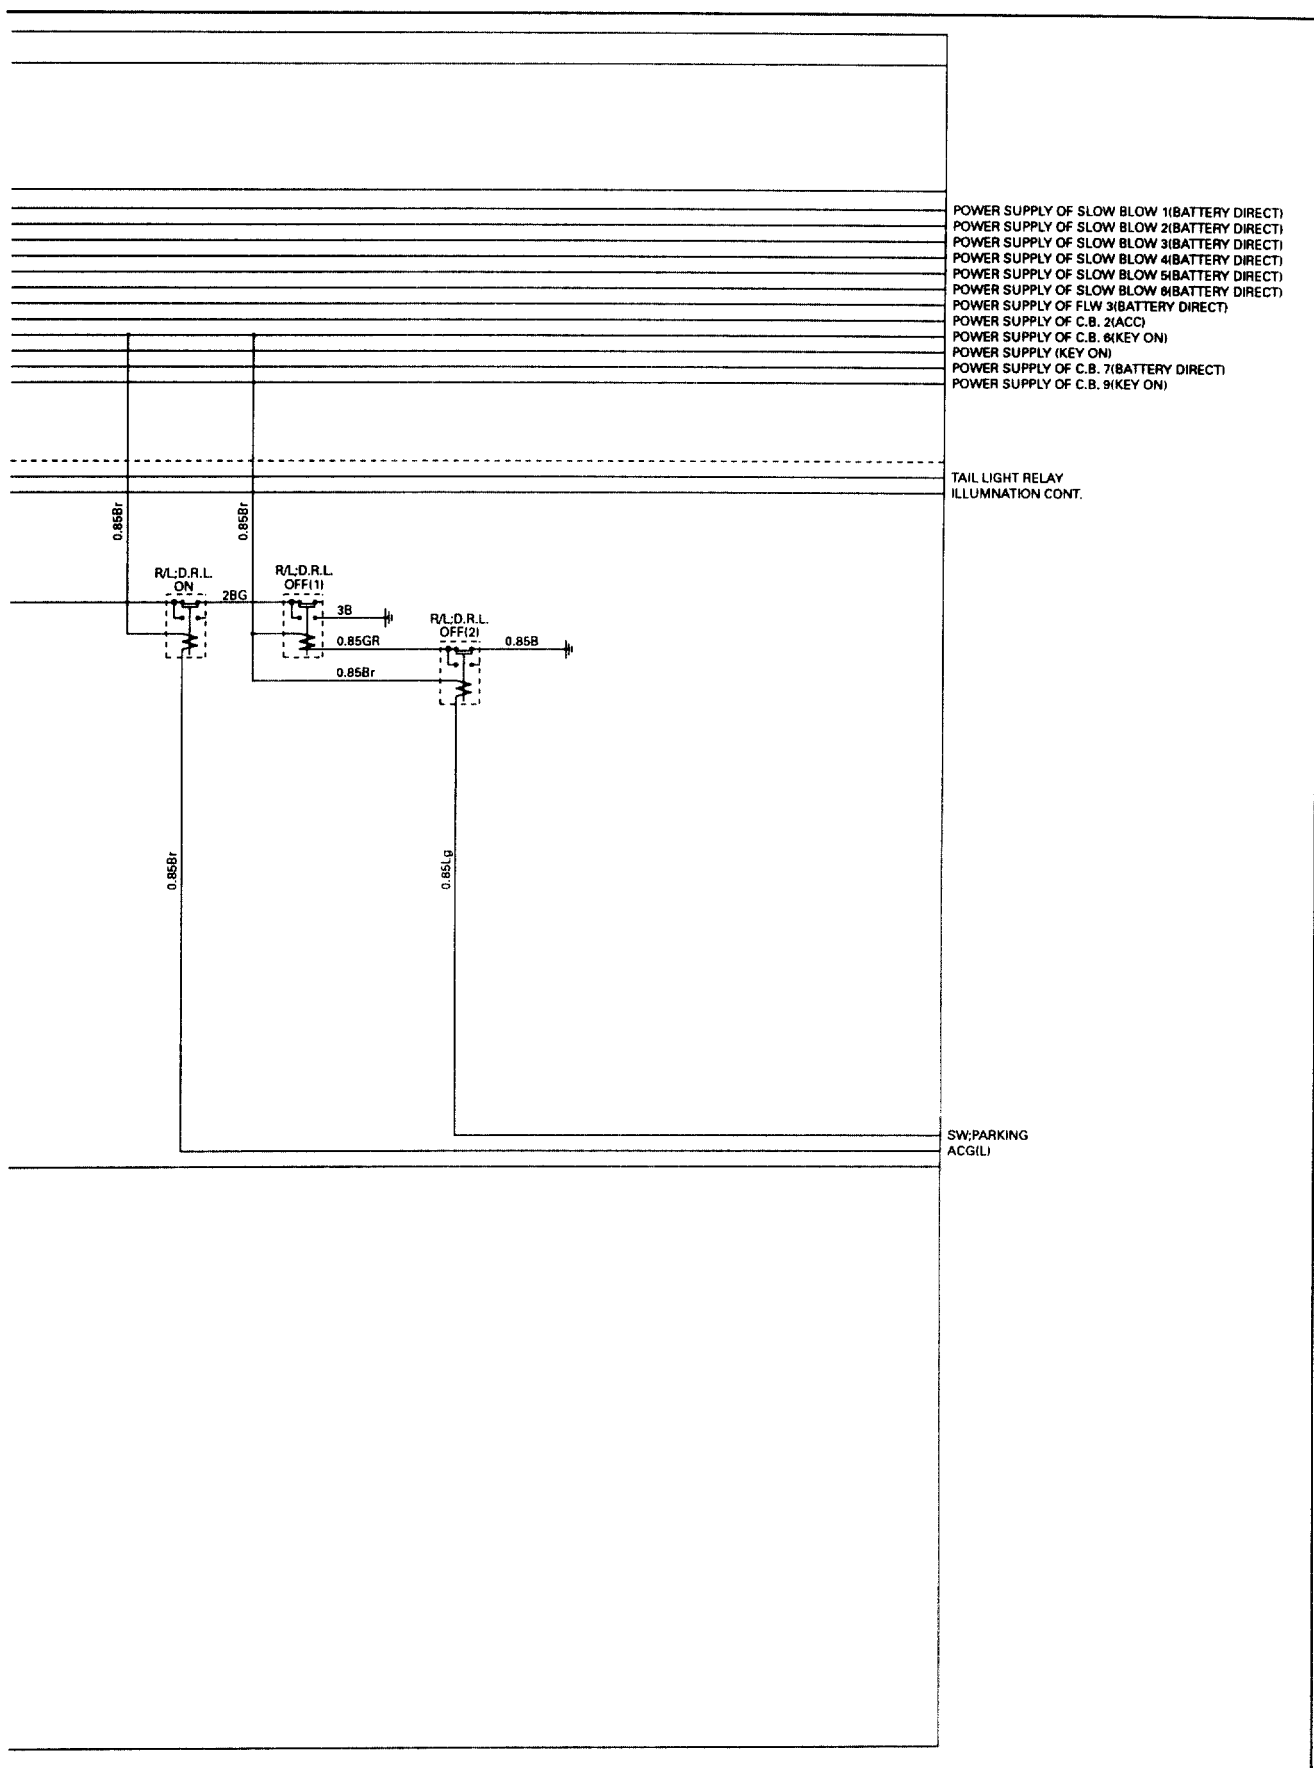 POWER SUPPLY OF SLOW BLOW 1(BATTERY DIRECT)
POWER SUPPLY OF SLOW BLOW 2(BATTERY DIRECT)
POWER SUPPLY OF SLOW BLOW 3(BATTERY DIRECT)
POWER SUPPLY OF SLOW BLOW 4(BATTERY DIRECT)
POWER SUPPLY OF SLOW BLOW 5(BATTERY DIRECT)
POWER SUPPLY OF SLOW BLOW 6(BATTERY DIRECT)
POWER SUPPLY OF FLW 3(BATTERY DIRECT)
POWER SUPPLY OF C.B. 2(ACC)
POWER SUPPLY OF C.B. 6(KEY ON)
POWER SUPPLY (KEY ON)
POWER SUPPLY OF C.B. 7(BATTERY DIRECT)
POWER SUPPLY OF C.B. 9(KEY ON)
TAIL LIGHT RELAY
ILLUMNATION CONT.
0.85Br
0.85Br
R/L;D.R.L.
ON
2BG
R/L;D.R.L.
OFF(1)
3B
R/L;D.R.L.
OFF(2)
0.85GR
0.85B
0.85Br
0.85Br
0.85Lg
SW;PARKING
ACG(L)